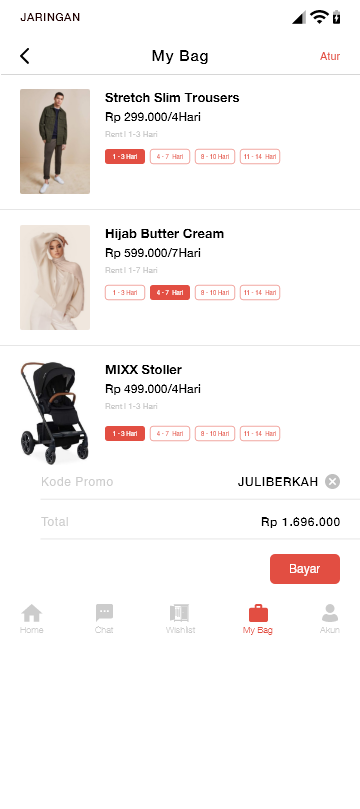 JARINGAN
My Bag
Atur
Stretch Slim Trousers
Rp 299.000/4Hari
Rent | 1-3 Hari
1 - 3 Hari 4 - 7 Hari 8 - 10 Hari 11 - 14 Hari
Hijab Butter Cream
Rp 599.000/7Hari
Rent | 1-7 Hari
1 - 3 Hari 4 - 7 Hari 8 - 10 Hari 11 - 14 Hari
MIXX Stoller
Rp 499.000/4Hari
Rent | 1-3 Hari
1 - 3 Hari 4 - 7 Hari 8 - 10 Hari 11 - 14 Hari
Kode Promo JULIBERKAH
Total Rp 1.696.000
Bayar
Home Chat Wishlist My Bag Akun